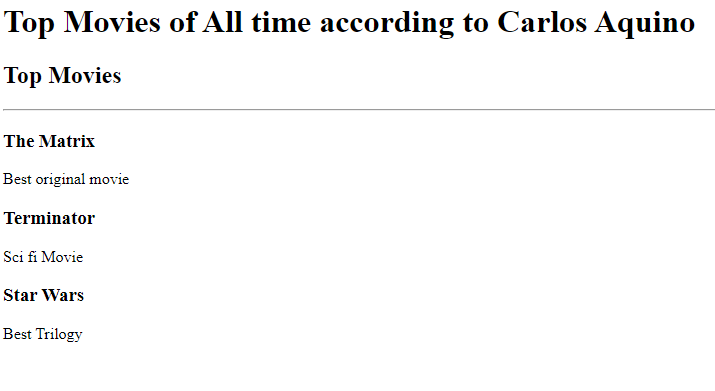 Top Movies of All time according to Carlos Aquino
Top Movies
The Matrix
Best original movie
Terminator
Sci fi Movie
Star Wars
Best Trilogy